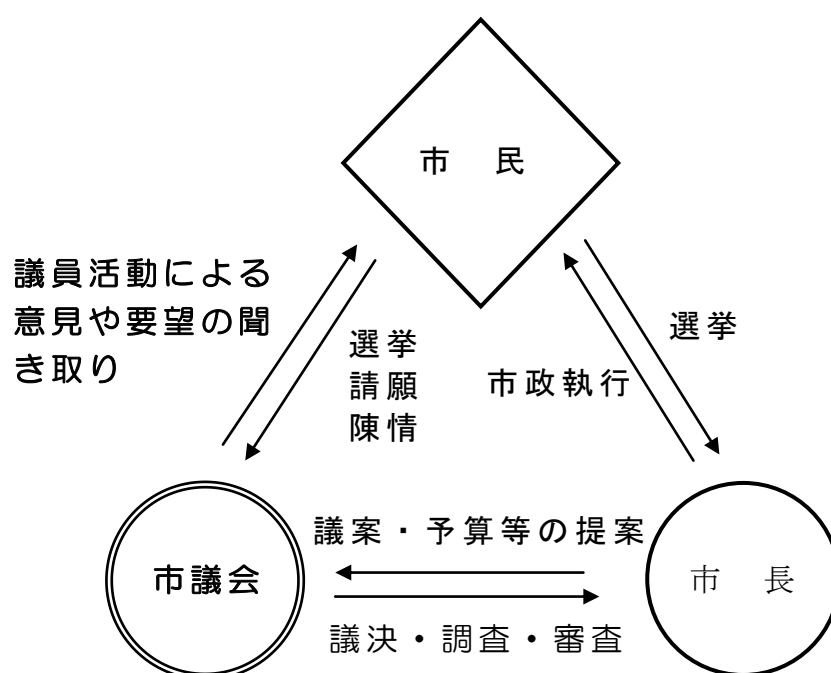 市 民
議員活動による
意見や要望の聞
き取り
選挙
請願
陳情
選挙
市政執行
議案・予算等の提案
市議会
市 長
議決・調査・審査